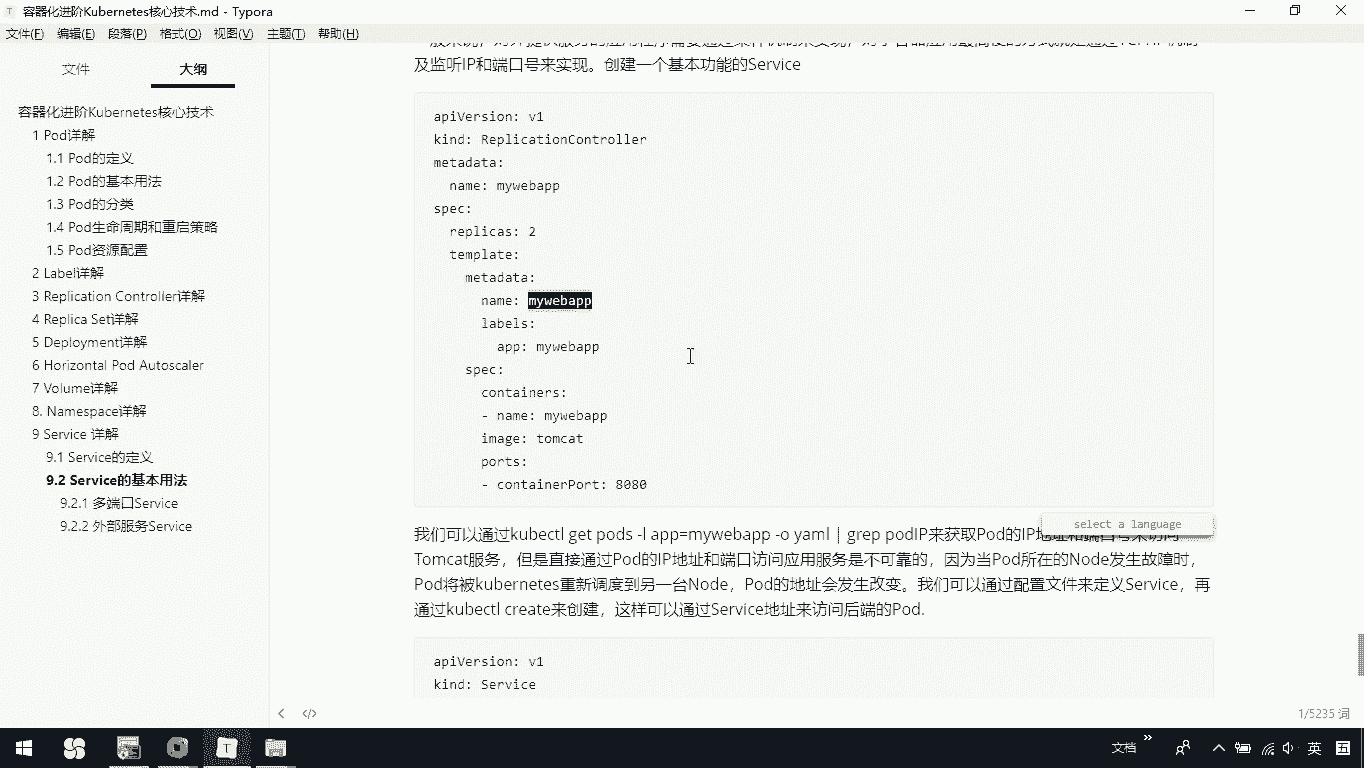 容器化进阶Kubernetes核心技术.md - Typora
文件(F) 编辑(E) 段落(P) 格式(O) 视图(V) 主题(T) 帮助(H)
文件 大纲
容器化进阶Kubernetes核心技术
1 Pod详解
1.1 Pod的定义
1.2 Pod的基本用法
1.3 Pod的分类
1.4 Pod生命周期和重启策略
1.5 Pod资源配置
2 Label详解
3 Replication Controller详解
4 Replica Set详解
5 Deployment详解
6 Horizontal Pod Autoscaler
7 Volume详解
8. Namespace详解
9 Service 详解
9.1 Service的定义
9.2 Service的基本用法
9.2.1 多端口Service
9.2.2 外部服务Service
及监听IP和端口号来实现。创建一个基本功能的Service
apiVersion: v1
kind: ReplicationController
metadata:
name: mywebapp
spec:
replicas: 2
template:
metadata:
name: mywebapp
labels:
app: mywebapp
spec:
containers:
- name: mywebapp
image: tomcat
ports:
- containerPort: 8080
select a language
我们可以通过kubectl get pods -l app=mywebapp -o yaml | grep podIP来获取Pod的IP地址和端口号来访问
Tomcat服务，但是直接通过Pod的IP地址和端口访问应用服务是不可靠的，因为当Pod所在的Node发生故障时，
Pod将被kubernetes重新调度到另一台Node，Pod的地址会发生改变。我们可以通过配置文件来定义Service，再
通过kubectl create来创建，这样可以通过Service地址来访问后端的Pod.
apiVersion: v1
kind: Service
1/5235 词
文档
英